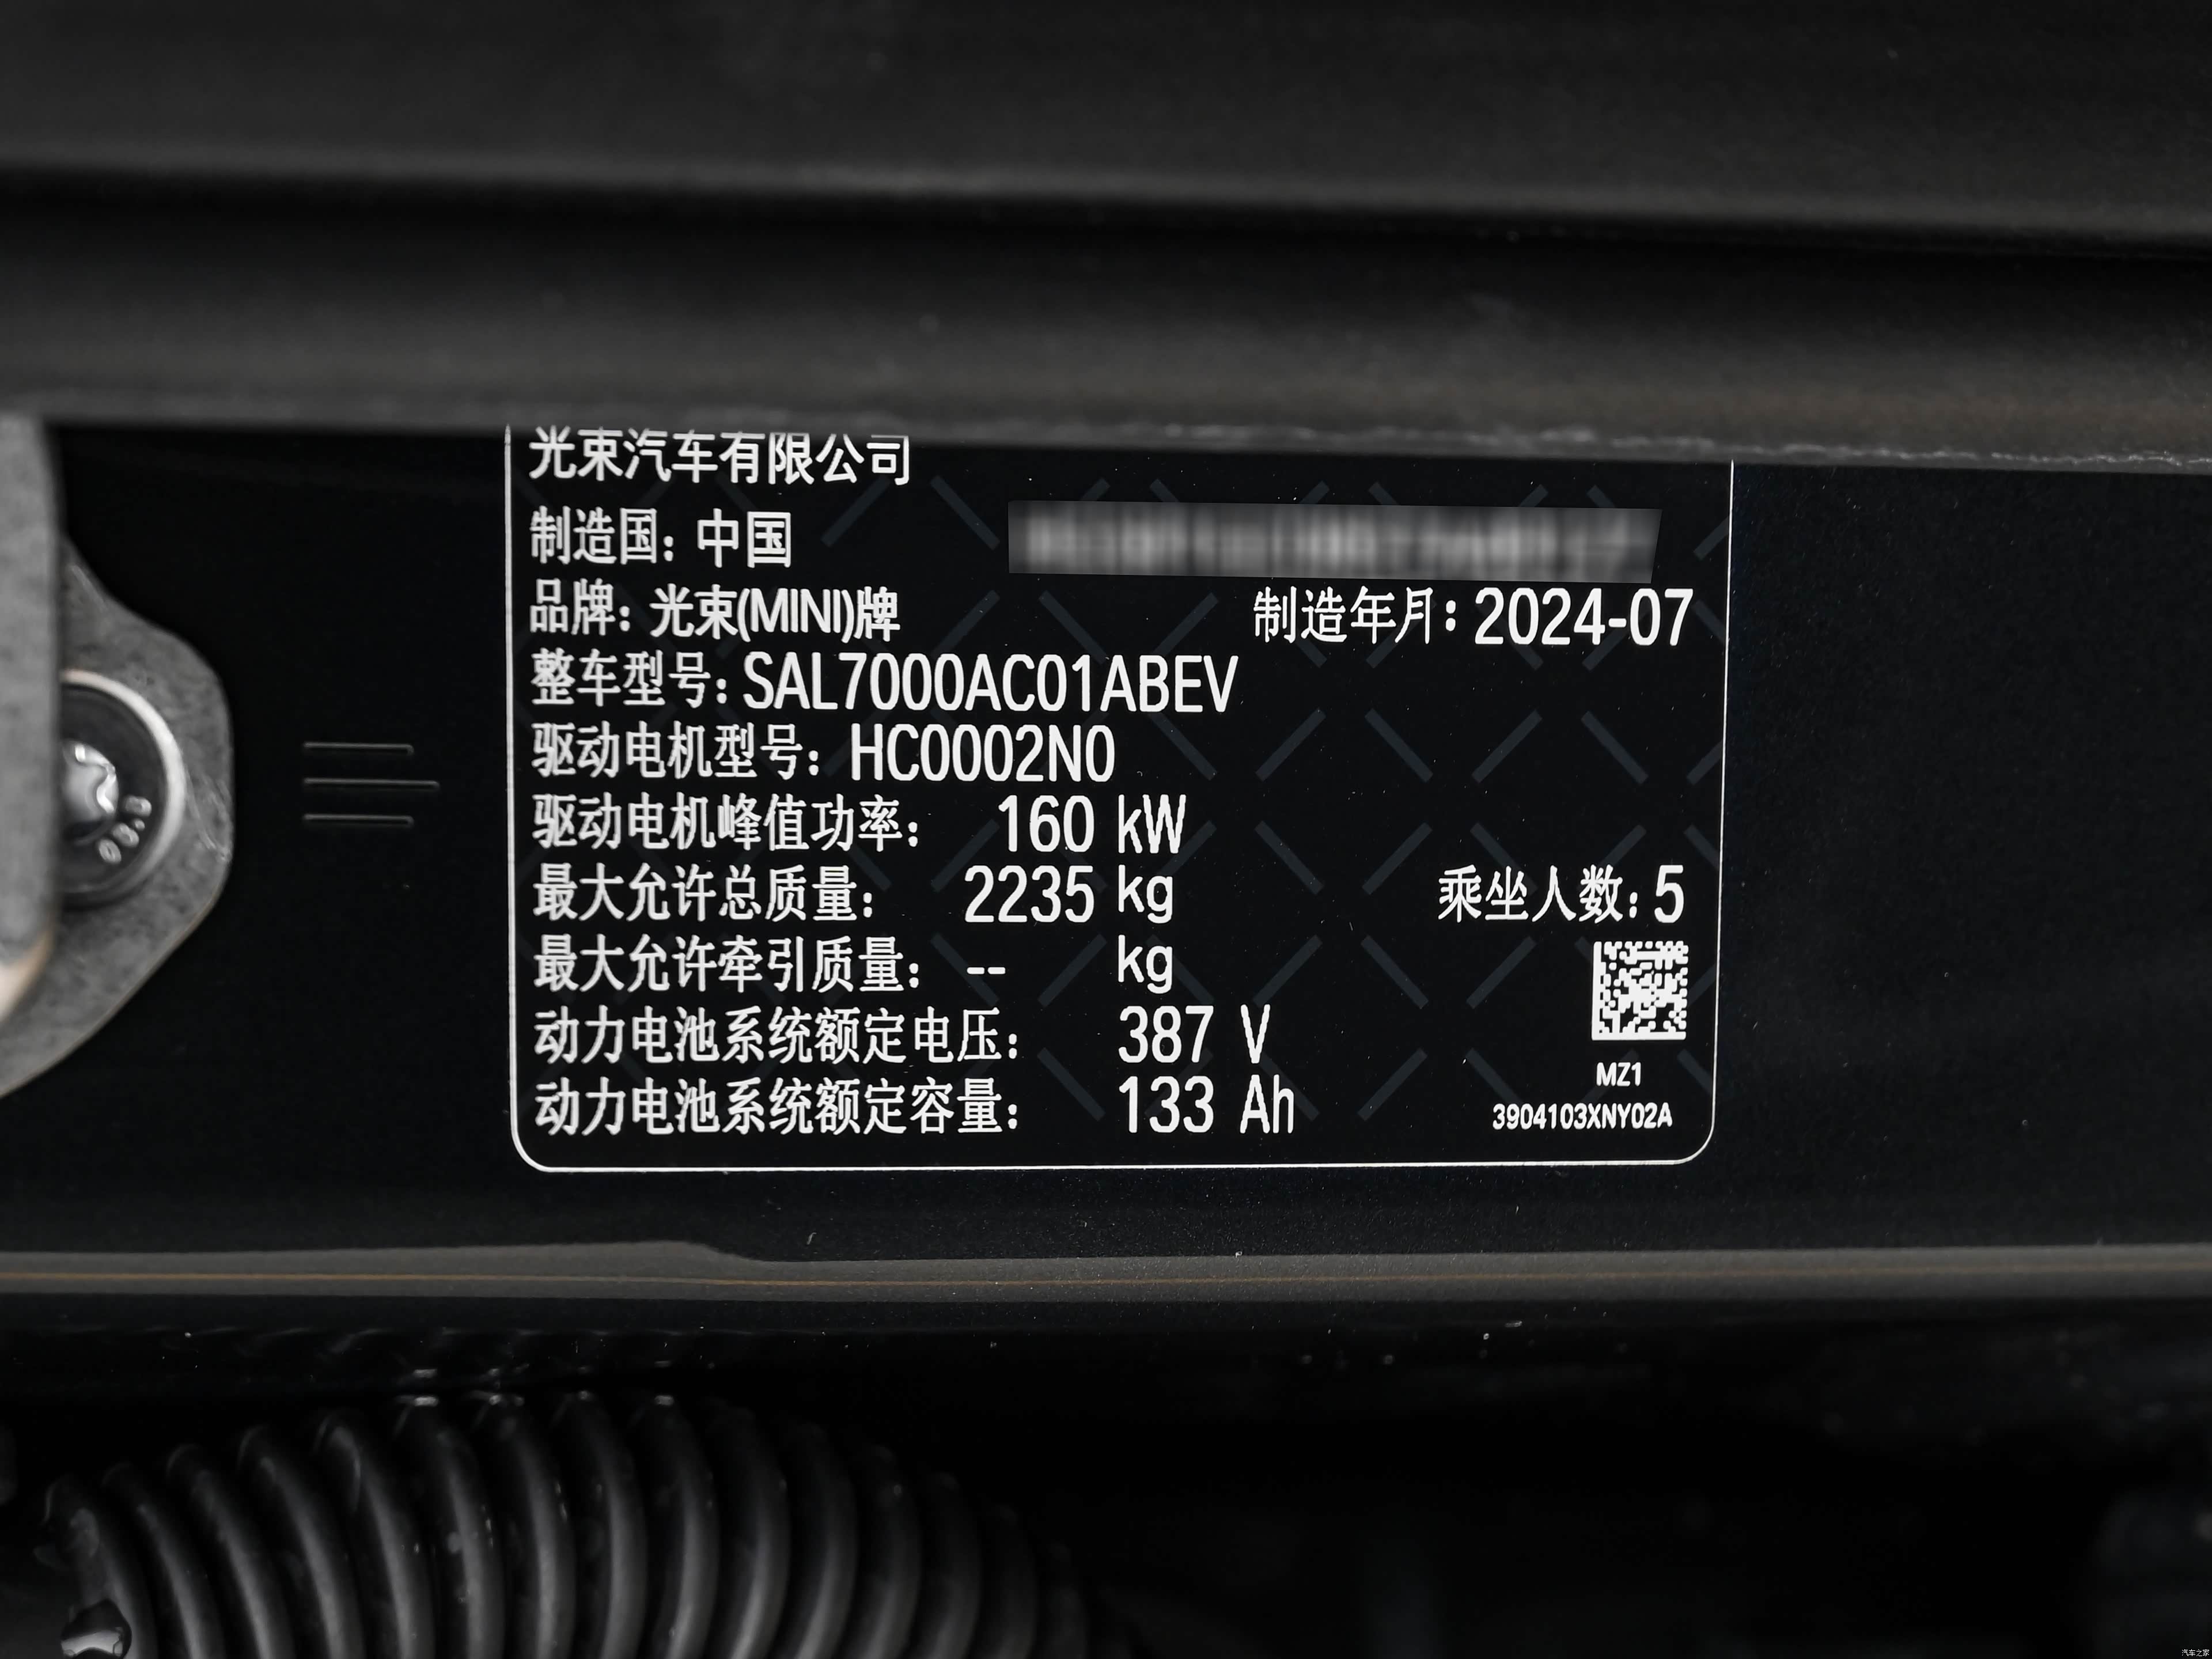 光束汽车有限公司
制造国：中国
品牌：光束(MINI)牌 制造年月：2024-07
整车型号：SAL7000AC01ABEV
驱动电机型号：HC0002N0
驱动电机峰值功率： 160 kW
最大允许总质量： 2235 kg 乘坐人数：5
最大允许牵引质量： -- kg
动力电池系统额定电压： 387 V
动力电池系统额定容量： 133 Ah
MZ1
3904103XNY02A
汽车之家